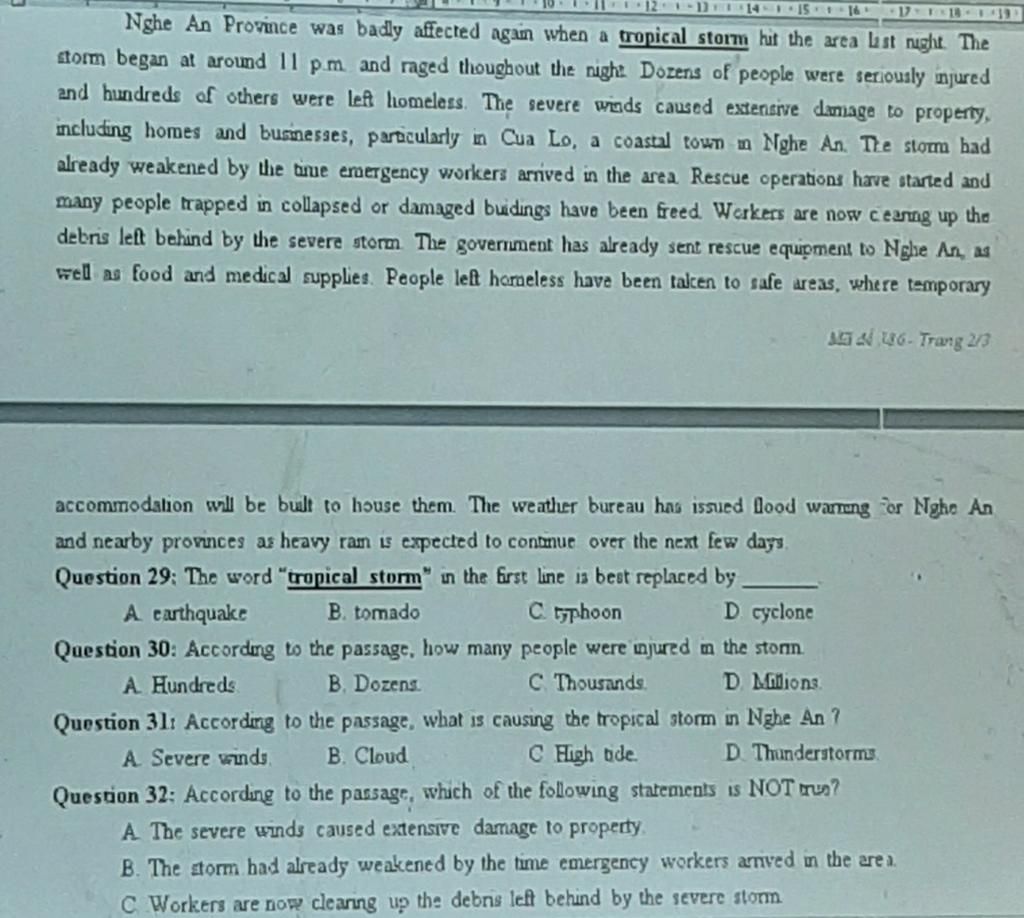 10 11 12 13 14 15 16 17 18 19
Nghe An Province was badly affected again when a tropical storm hit the area last night. The
storm began at around 11 p.m. and raged thoughout the night. Dozens of people were seriously injured
and hundreds of others were left homeless. The severe winds caused extensive damage to property,
including homes and businesses, particularly in Cua Lo, a coastal town in Nghe An. The storm had
already weakened by the time emergency workers arrived in the area. Rescue operations have started and
many people trapped in collapsed or damaged buidings have been freed. Workers are now clearing up the
debris left behind by the severe storm. The government has already sent rescue equipment to Nghe An, as
well as food and medical supplies. People left homeless have been taken to safe areas, where temporary
Mã đề - Trang 2/3
accommodation will be built to house them. The weather bureau has issued flood warning for Nghe An
and nearby provinces as heavy rain is expected to continue over the next few days.
Question 29: The word "tropical storm" in the first line is best replaced by ________
A. earthquake B. tornado C. typhoon D. cyclone
Question 30: According to the passage, how many people were injured in the storm.
A. Hundreds. B. Dozens. C. Thousands. D. Millions.
Question 31: According to the passage, what is causing the tropical storm in Nghe An ?
A. Severe winds. B. Cloud. C. High tide. D. Thunderstorms.
Question 32: According to the passage, which of the following statements is NOT true?
A. The severe winds caused extensive damage to property.
B. The storm had already weakened by the time emergency workers arrived in the area.
C. Workers are now clearing up the debris left behind by the severe storm.